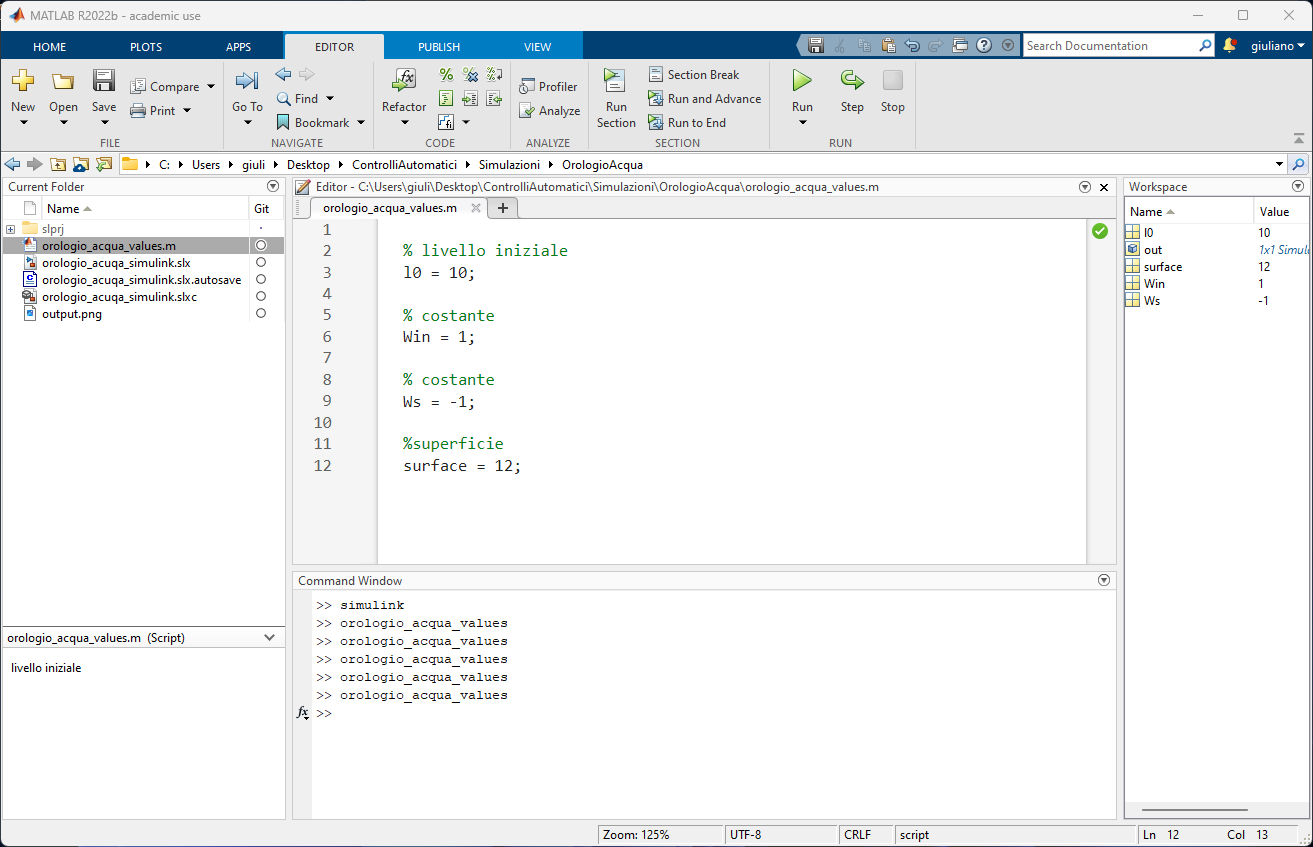 MATLAB R2022b - academic use
HOME PLOTS APPS EDITOR PUBLISH VIEW Search Documentation giuliano
New Open Save Compare Print FILE
Go To Find Bookmark NAVIGATE
Refactor CODE
Profiler Analyze ANALYZE
Run Section Section Break Run and Advance Run to End SECTION
Run Step Stop RUN
C: Users giuli Desktop ControlliAutomatici Simulazioni OrologioAcqua
Current Folder
Name Git
slprj
orologio_acqua_values.m
orologio_acuqa_simulink.slx
orologio_acuqa_simulink.slx.autosave
orologio_acuqa_simulink.slxc
output.png
orologio_acqua_values.m (Script)
livello iniziale
Editor - C:\Users\giuli\Desktop\ControlliAutomatici\Simulazioni\OrologioAcqua\orologio_acqua_values.m
orologio_acqua_values.m
1
2 % livello iniziale
3 l0 = 10;
4
5 % costante
6 Win = 1;
7
8 % costante
9 Ws = -1;
10
11 %superficie
12 surface = 12;
Command Window
>> simulink
>> orologio_acqua_values
>> orologio_acqua_values
>> orologio_acqua_values
>> orologio_acqua_values
>> orologio_acqua_values
fx >>
Workspace
Name Value
l0 10
out 1x1 Simul
surface 12
Win 1
Ws -1
Zoom: 125% UTF-8 CRLF script Ln 12 Col 13